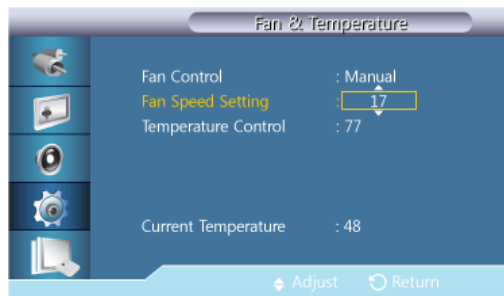 Fan & Temperature
Fan Control : Manual
Fan Speed Setting : 17
Temperature Control : 77
Current Temperature : 48
Adjust Return